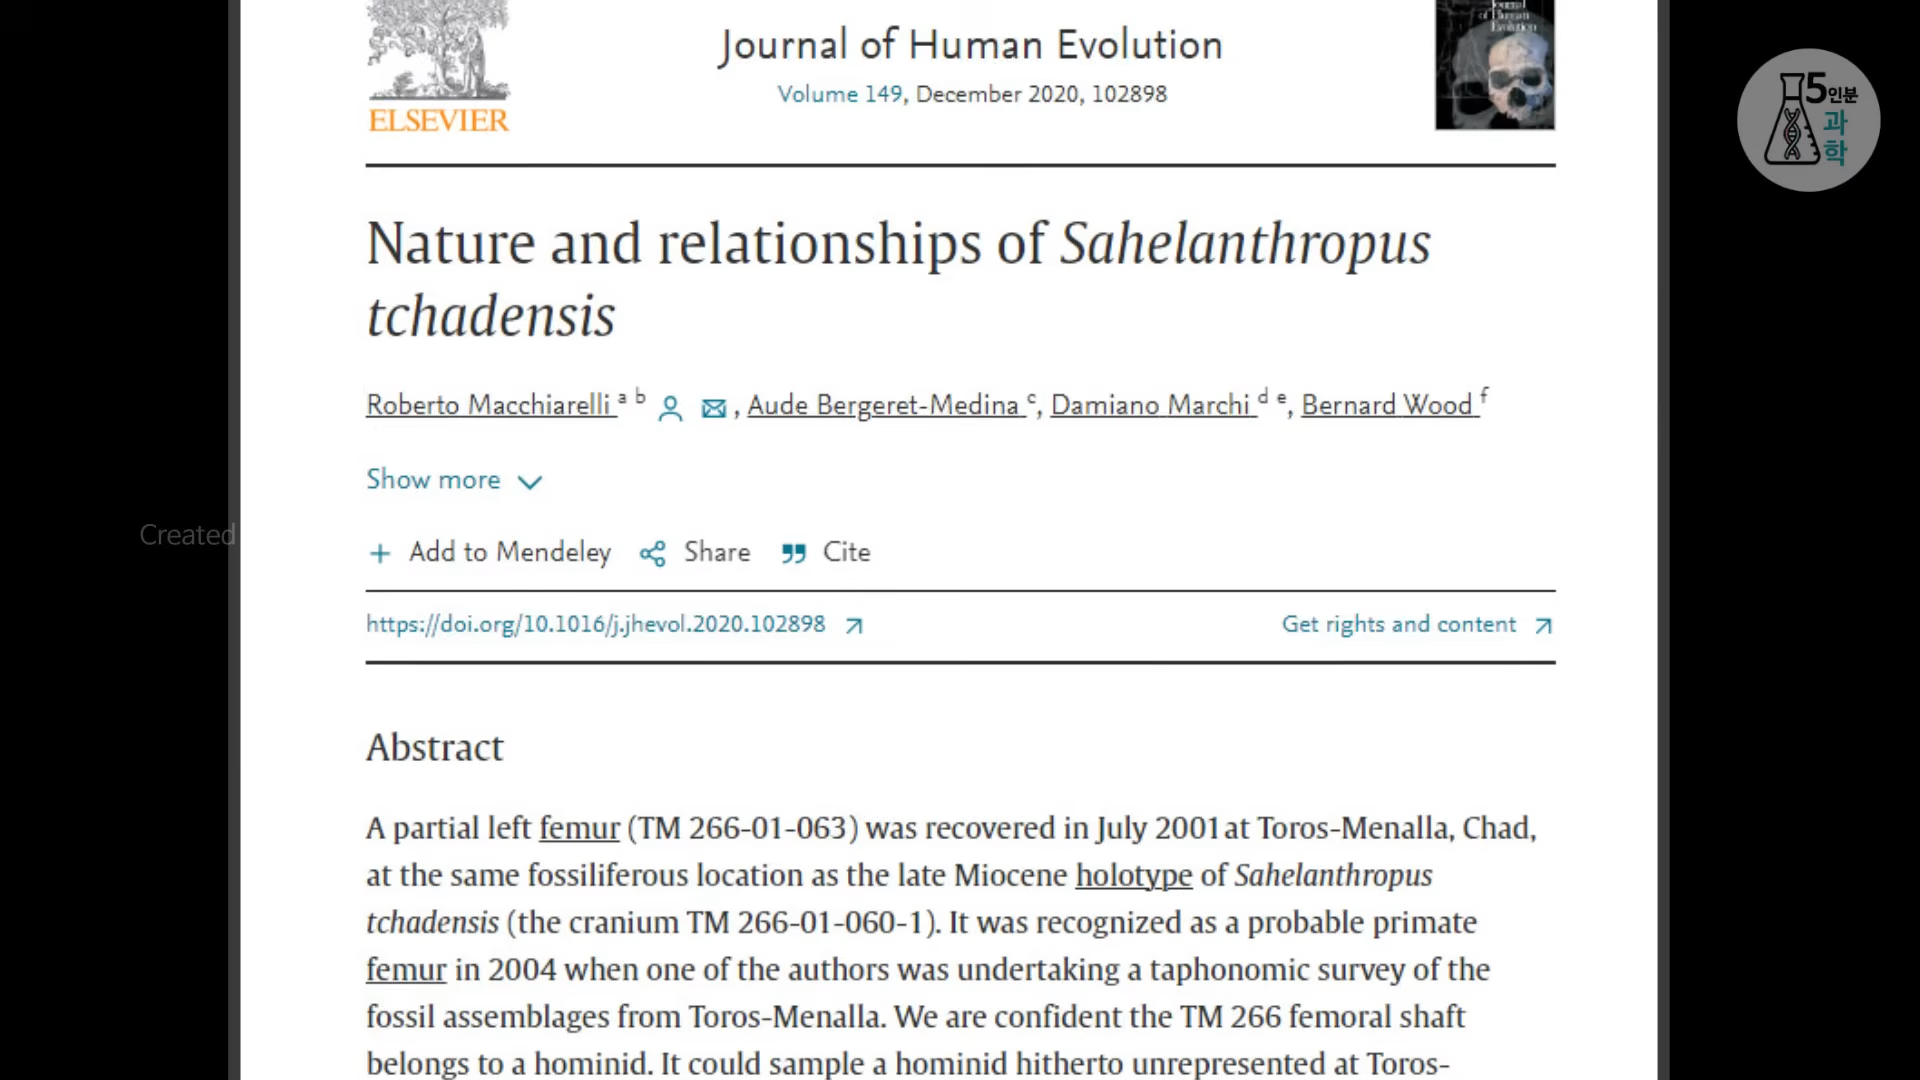 Journal of Human Evolution
Journal of Human Evolution
Volume 149, December 2020, 102898
ELSEVIER
5인분
과
학
Nature and relationships of Sahelanthropus
tchadensis
Roberto Macchiarelli a b , Aude Bergeret-Medina c, Damiano Marchi d e, Bernard Wood f
Show more
Created
+ Add to Mendeley Share Cite
https://doi.org/10.1016/j.jhevol.2020.102898 Get rights and content
Abstract
A partial left femur (TM 266-01-063) was recovered in July 2001 at Toros-Menalla, Chad,
at the same fossiliferous location as the late Miocene holotype of Sahelanthropus
tchadensis (the cranium TM 266-01-060-1). It was recognized as a probable primate
femur in 2004 when one of the authors was undertaking a taphonomic survey of the
fossil assemblages from Toros-Menalla. We are confident the TM 266 femoral shaft
belongs to a hominid. It could sample a hominid hitherto unrepresented at Toros-